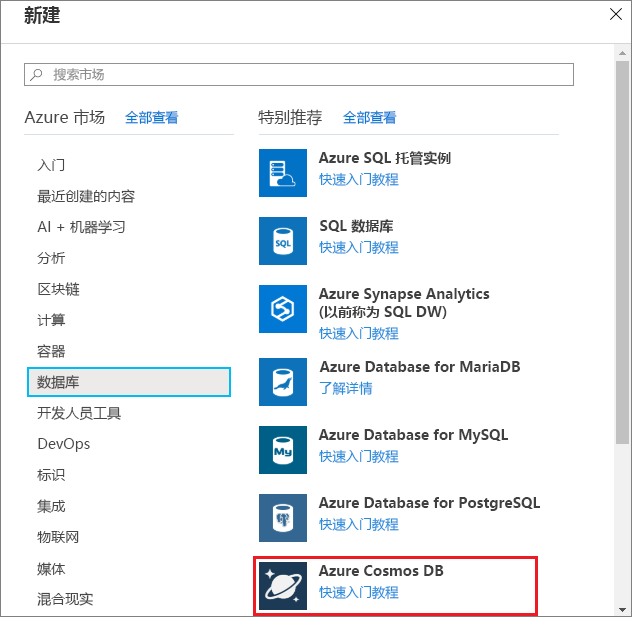 新建
搜索市场
Azure 市场 全部查看
入门
最近创建的内容
AI + 机器学习
分析
区块链
计算
容器
数据库
开发人员工具
DevOps
标识
集成
物联网
媒体
混合现实
特别推荐 全部查看
Azure SQL 托管实例
快速入门教程
SQL
SQL 数据库
快速入门教程
Azure Synapse Analytics
(以前称为 SQL DW)
快速入门教程
Azure Database for MariaDB
了解详情
My
Azure Database for MySQL
快速入门教程
Azure Database for PostgreSQL
快速入门教程
Azure Cosmos DB
快速入门教程